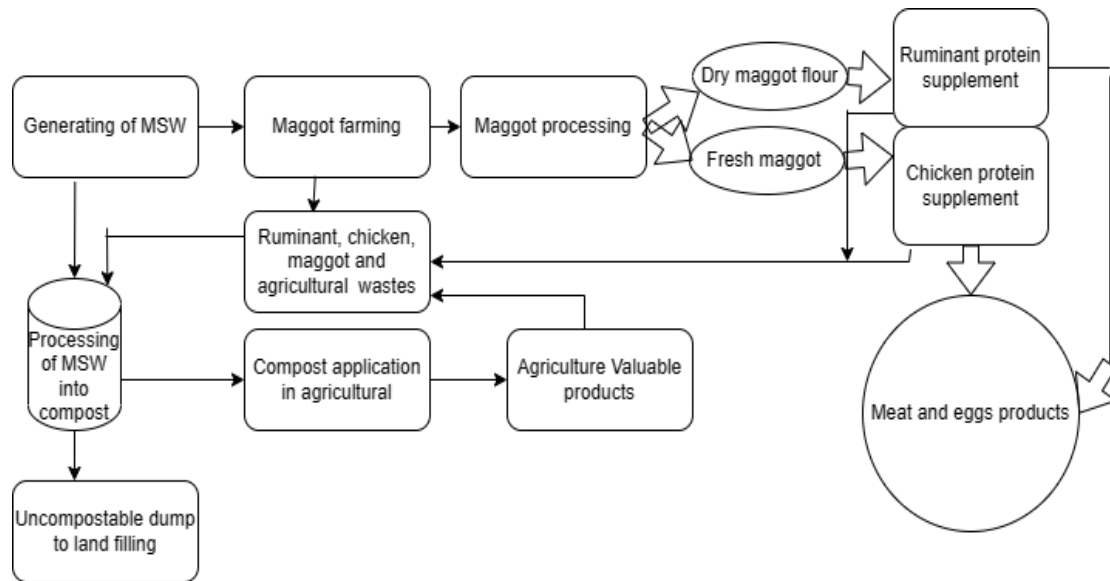 Generating of MSW
Maggot farming
Maggot processing
Dry maggot flour
Fresh maggot
Ruminant protein
supplement
Chicken protein
supplement
Ruminant, chicken,
maggot and
agricultural wastes
Processing
of MSW
into
compost
Compost application
in agricultural
Agriculture Valuable
products
Meat and eggs products
Uncompostable dump
to land filling